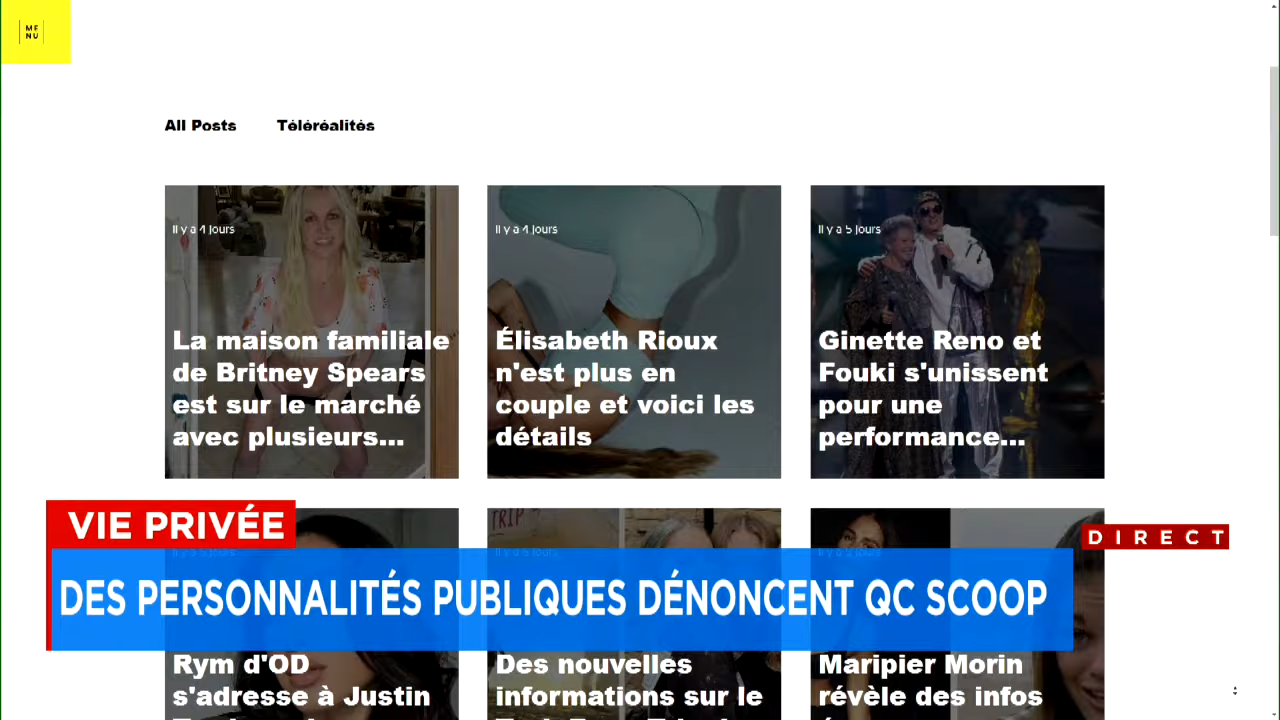 ME
NU
All Posts
Téléréalités
Il y a 4 jours
La maison familiale
de Britney Spears
est sur le marché
avec plusieurs...
Il y a 4 jours
Élisabeth Rioux
n'est plus en
couple et voici les
détails
Il y a 5 jours
Ginette Reno et
Fouki s'unissent
pour une
performance...
TRIP
VIE PRIVÉE
DIRECT
DES PERSONNALITÉS PUBLIQUES DÉNONCENT QC SCOOP
Rym d'OD
s'adresse à Justin
Des nouvelles
informations sur le
Maripier Morin
révèle des infos